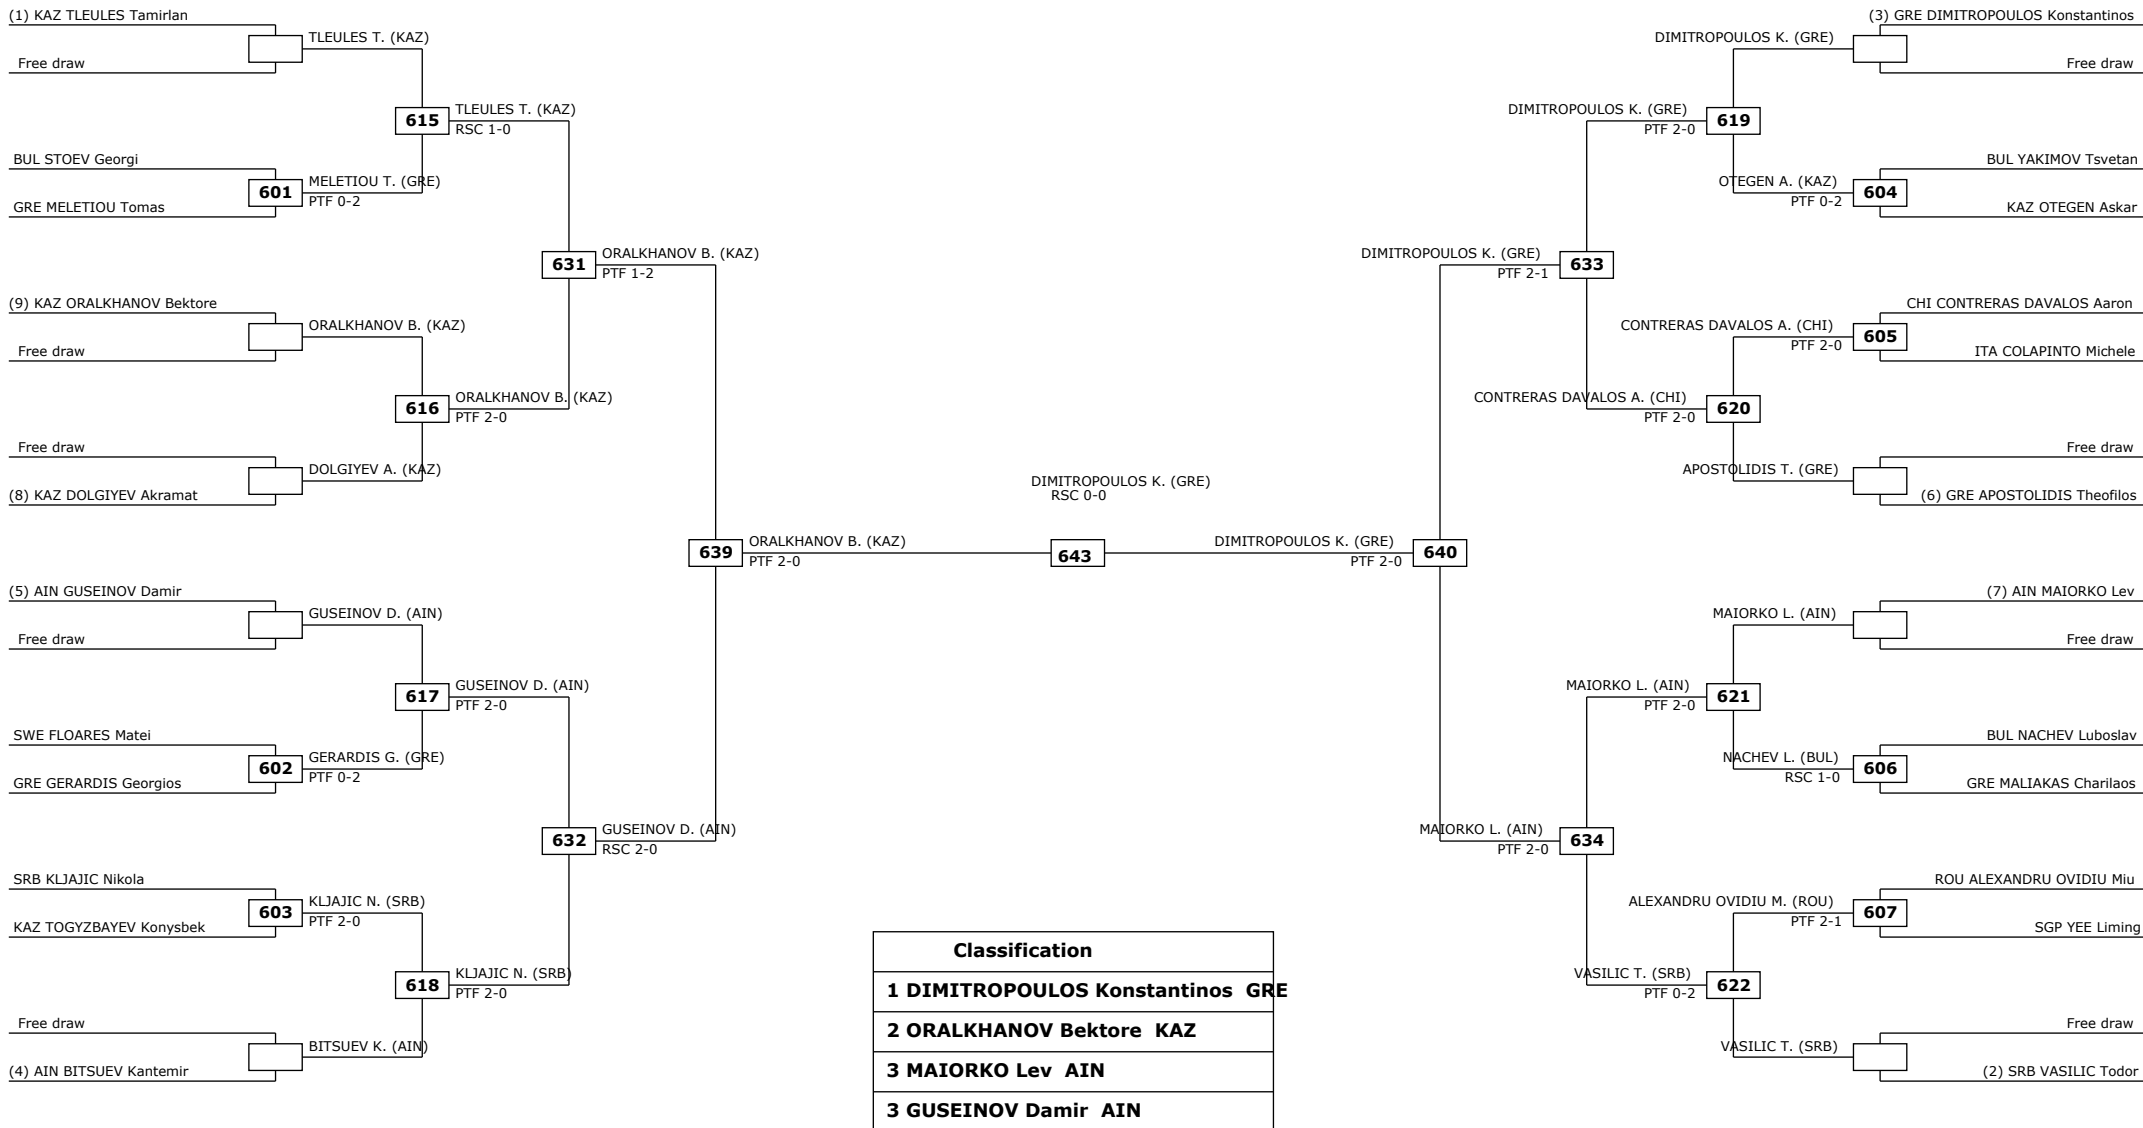 (1) KAZ TLEULES Tamirlan
TLEULES T. (KAZ)
Free draw
615
TLEULES T. (KAZ)
RSC 1-0
BUL STOEV Georgi
601
MELETIOU T. (GRE)
PTF 0-2
GRE MELETIOU Tomas
631
ORALKHANOV B. (KAZ)
PTF 1-2
(9) KAZ ORALKHANOV Bektore
ORALKHANOV B. (KAZ)
Free draw
616
ORALKHANOV B. (KAZ)
PTF 2-0
Free draw
DOLGIYEV A. (KAZ)
(8) KAZ DOLGIYEV Akramat
639
ORALKHANOV B. (KAZ)
PTF 2-0
(5) AIN GUSEINOV Damir
GUSEINOV D. (AIN)
Free draw
617
GUSEINOV D. (AIN)
PTF 2-0
SWE FLOARES Matei
602
GERARDIS G. (GRE)
PTF 0-2
GRE GERARDIS Georgios
632
GUSEINOV D. (AIN)
RSC 2-0
SRB KLJAJIC Nikola
603
KLJAJIC N. (SRB)
PTF 2-0
KAZ TOGYZBAYEV Konysbek
618
KLJAJIC N. (SRB)
PTF 2-0
Free draw
BITSUEV K. (AIN)
(4) AIN BITSUEV Kantemir
DIMITROPOULOS K. (GRE)
RSC 0-0
643
(3) GRE DIMITROPOULOS Konstantinos
DIMITROPOULOS K. (GRE)
Free draw
DIMITROPOULOS K. (GRE)
PTF 2-0
619
BUL YAKIMOV Tsvetan
OTEGEN A. (KAZ)
PTF 0-2
604
KAZ OTEGEN Askar
DIMITROPOULOS K. (GRE)
PTF 2-1
633
CHI CONTRERAS DAVALOS Aaron
CONTRERAS DAVALOS A. (CHI)
PTF 2-0
605
ITA COLAPINTO Michele
CONTRERAS DAVALOS A. (CHI)
PTF 2-0
620
Free draw
APOSTOLIDIS T. (GRE)
(6) GRE APOSTOLIDIS Theofilos
DIMITROPOULOS K. (GRE)
PTF 2-0
640
(7) AIN MAIORKO Lev
MAIORKO L. (AIN)
Free draw
MAIORKO L. (AIN)
PTF 2-0
621
BUL NACHEV Luboslav
NACHEV L. (BUL)
RSC 1-0
606
GRE MALIAKAS Charilaos
MAIORKO L. (AIN)
PTF 2-0
634
ROU ALEXANDRU OVIDIU Miu
ALEXANDRU OVIDIU M. (ROU)
PTF 2-1
607
SGP YEE Liming
VASILIC T. (SRB)
PTF 0-2
622
Free draw
VASILIC T. (SRB)
(2) SRB VASILIC Todor
Classification
1 DIMITROPOULOS Konstantinos GRE
2 ORALKHANOV Bektore KAZ
3 MAIORKO Lev AIN
3 GUSEINOV Damir AIN